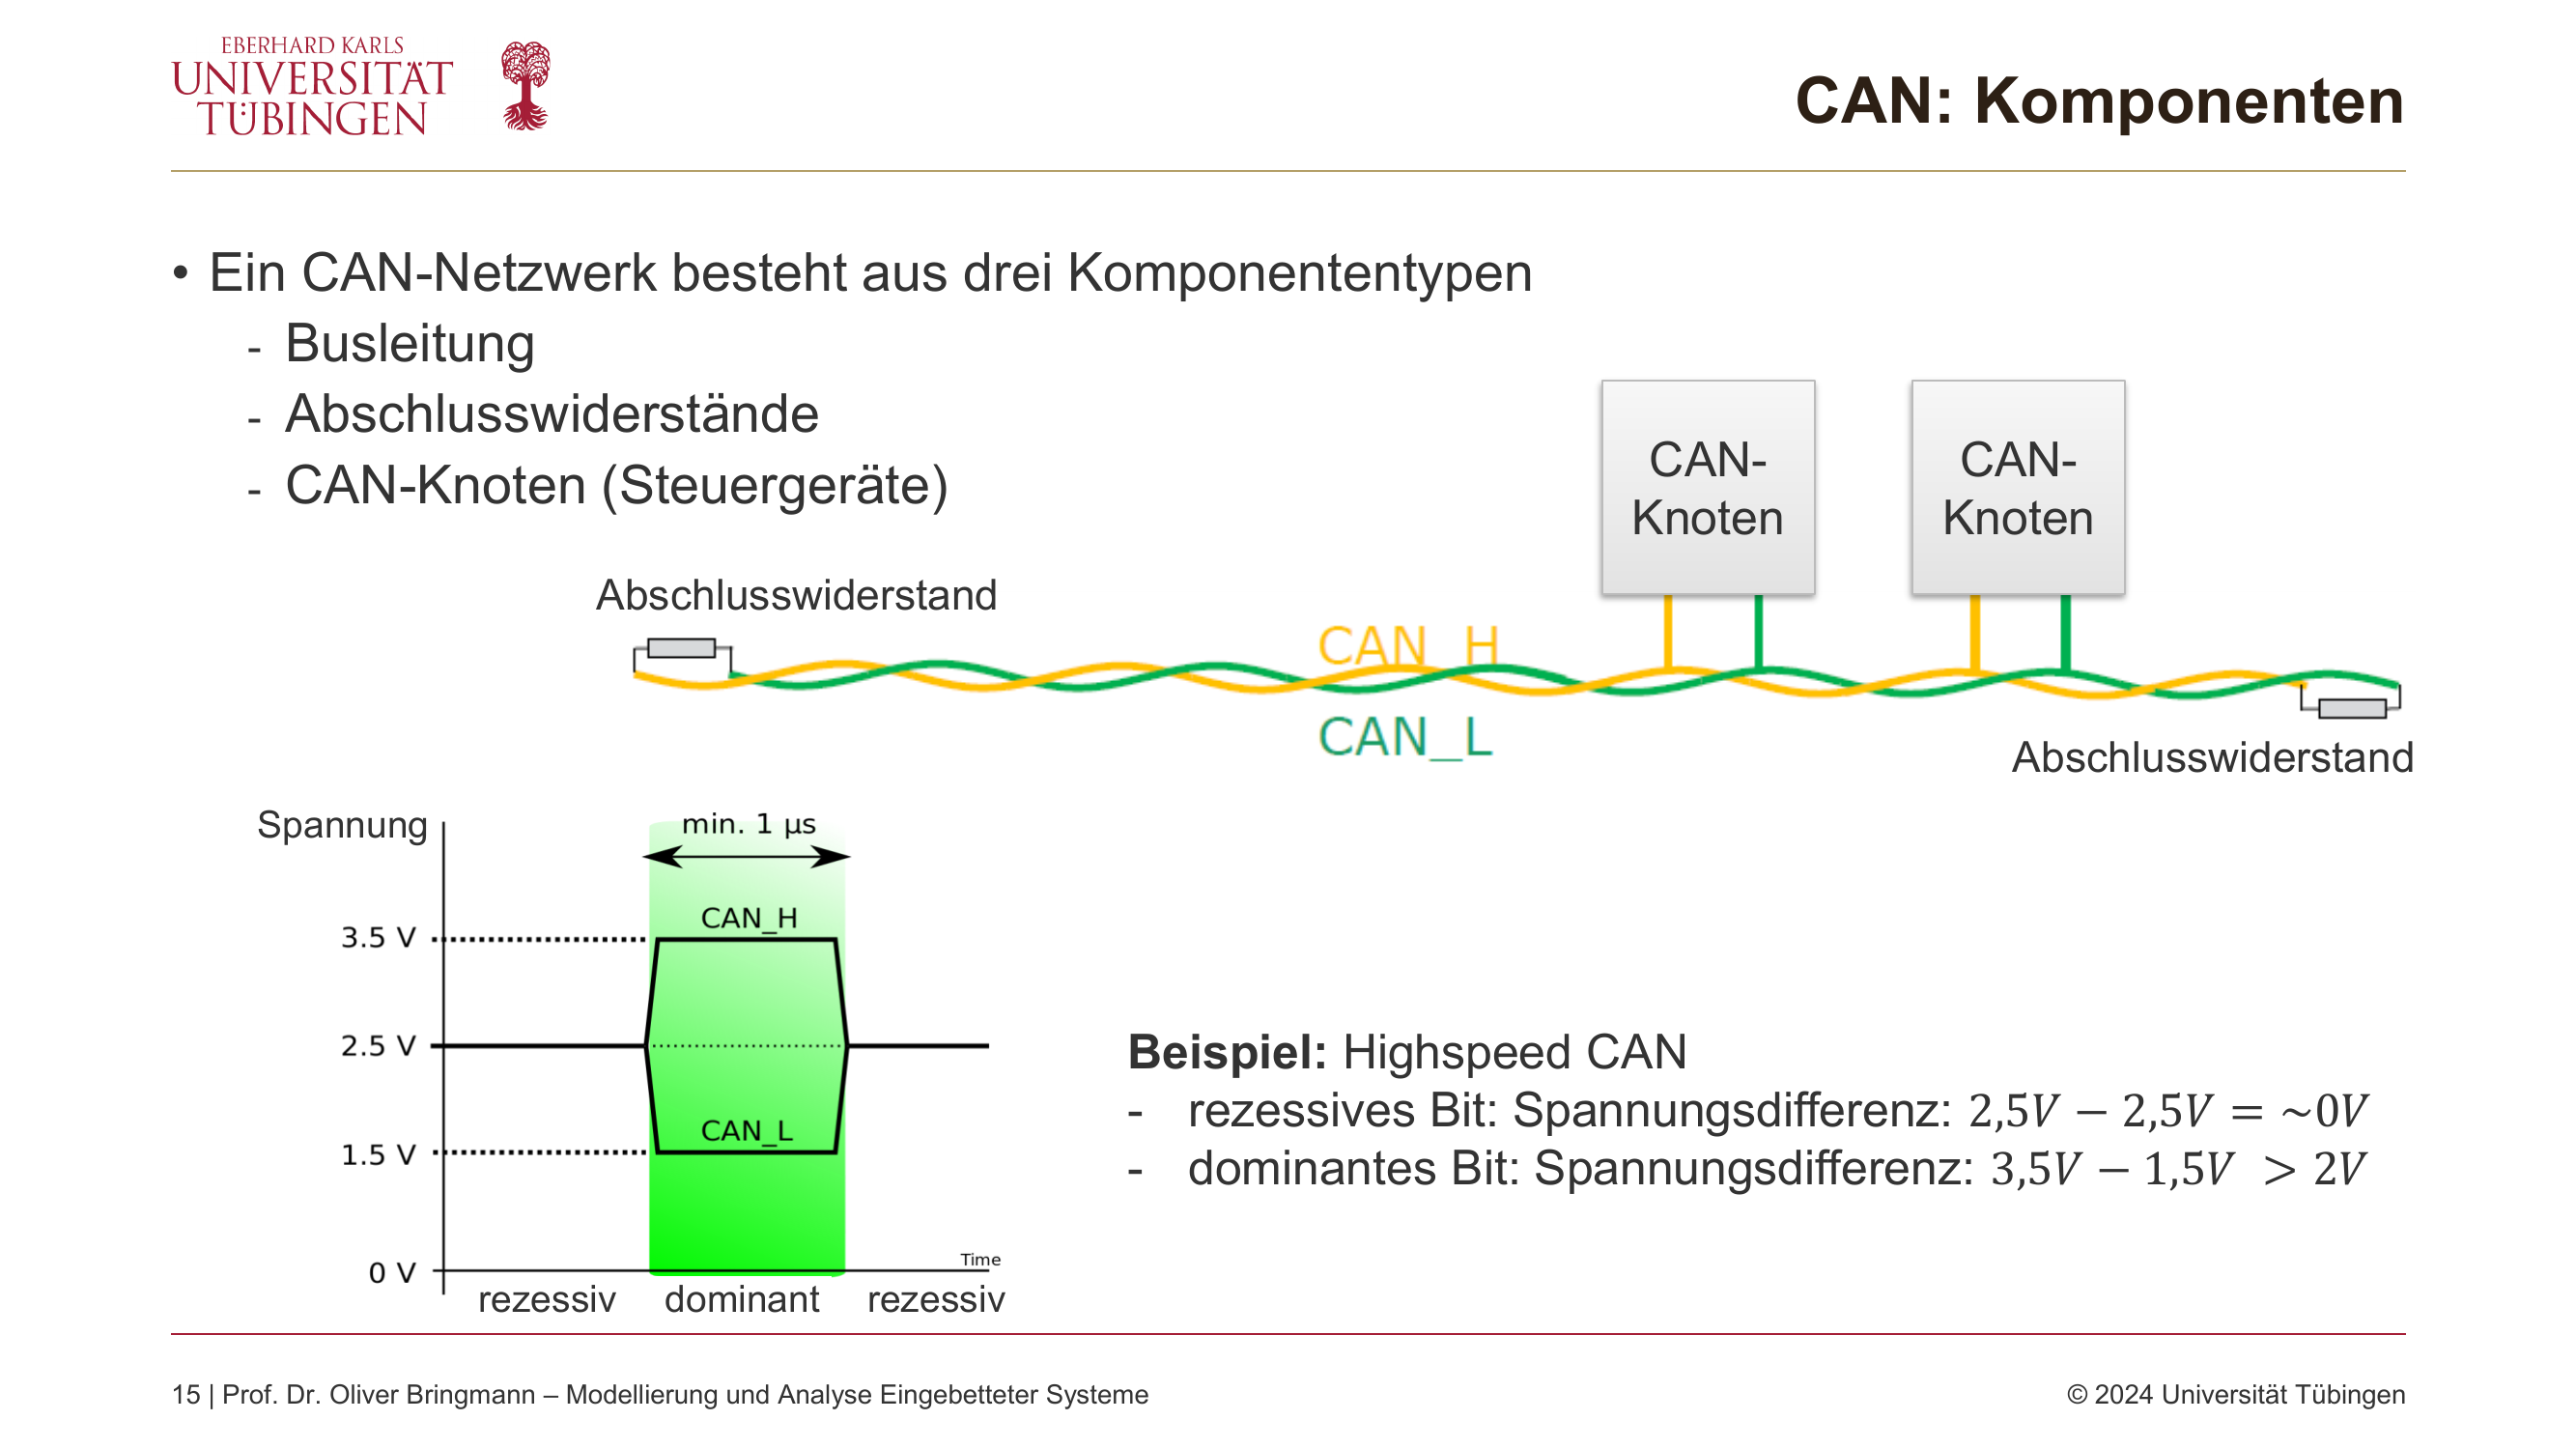 EBERHARD KARLS
UNIVERSITÄT
TÜBINGEN
CAN: Komponenten
• Ein CAN-Netzwerk besteht aus drei Komponententypen
- Busleitung
- Abschlusswiderstände
- CAN-Knoten (Steuergeräte)
CAN-
Knoten
CAN-
Knoten
Abschlusswiderstand
CAN_H
CAN_L
Abschlusswiderstand
Spannung
min. 1 µs
CAN_H
3.5 V
2.5 V
CAN_L
1.5 V
Time
0 V
rezessiv dominant rezessiv
Beispiel: Highspeed CAN
- rezessives Bit: Spannungsdifferenz: 2,5V − 2,5V = ~0V
- dominantes Bit: Spannungsdifferenz: 3,5V − 1,5V > 2V
15 | Prof. Dr. Oliver Bringmann – Modellierung und Analyse Eingebetteter Systeme
© 2024 Universität Tübingen